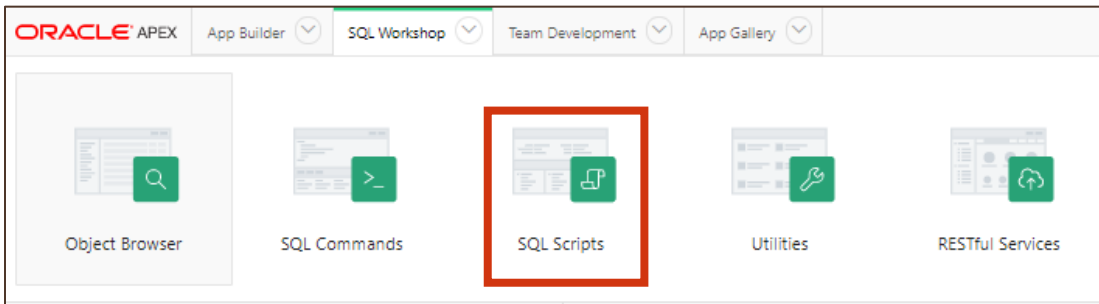 ORACLE APEX App Builder SQL Workshop Team Development App Gallery
>_
Object Browser SQL Commands SQL Scripts Utilities RESTful Services